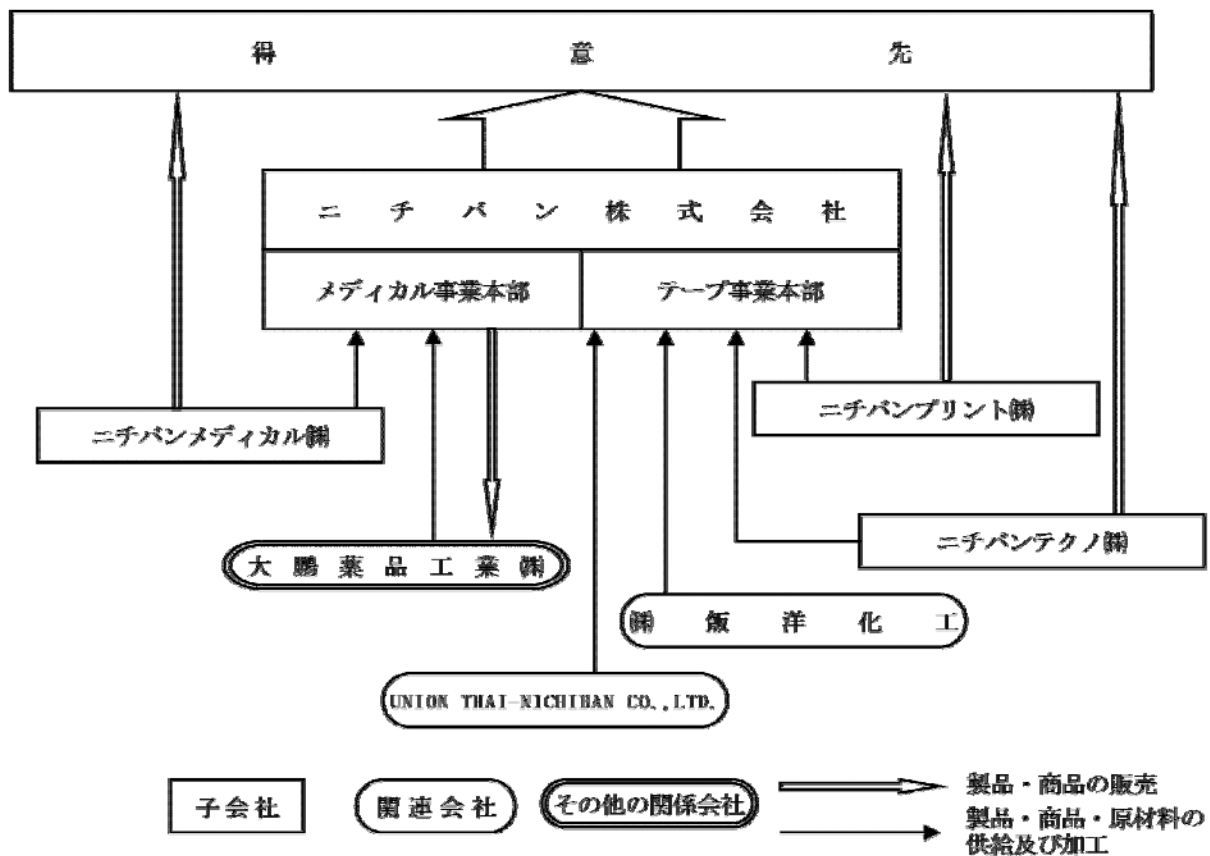 得意先
ニチバン株式会社
メディカル事業本部
テープ事業本部
ニチバンプリント㈱
ニチバンメディカル㈱
ニチバンテクノ㈱
大鵬薬品工業㈱
㈱飯洋化工
UNION THAI-NICHIBAN CO.,LTD.
子会社
関連会社
その他の関係会社
製品・商品の販売
製品・商品・原材料の
供給及び加工